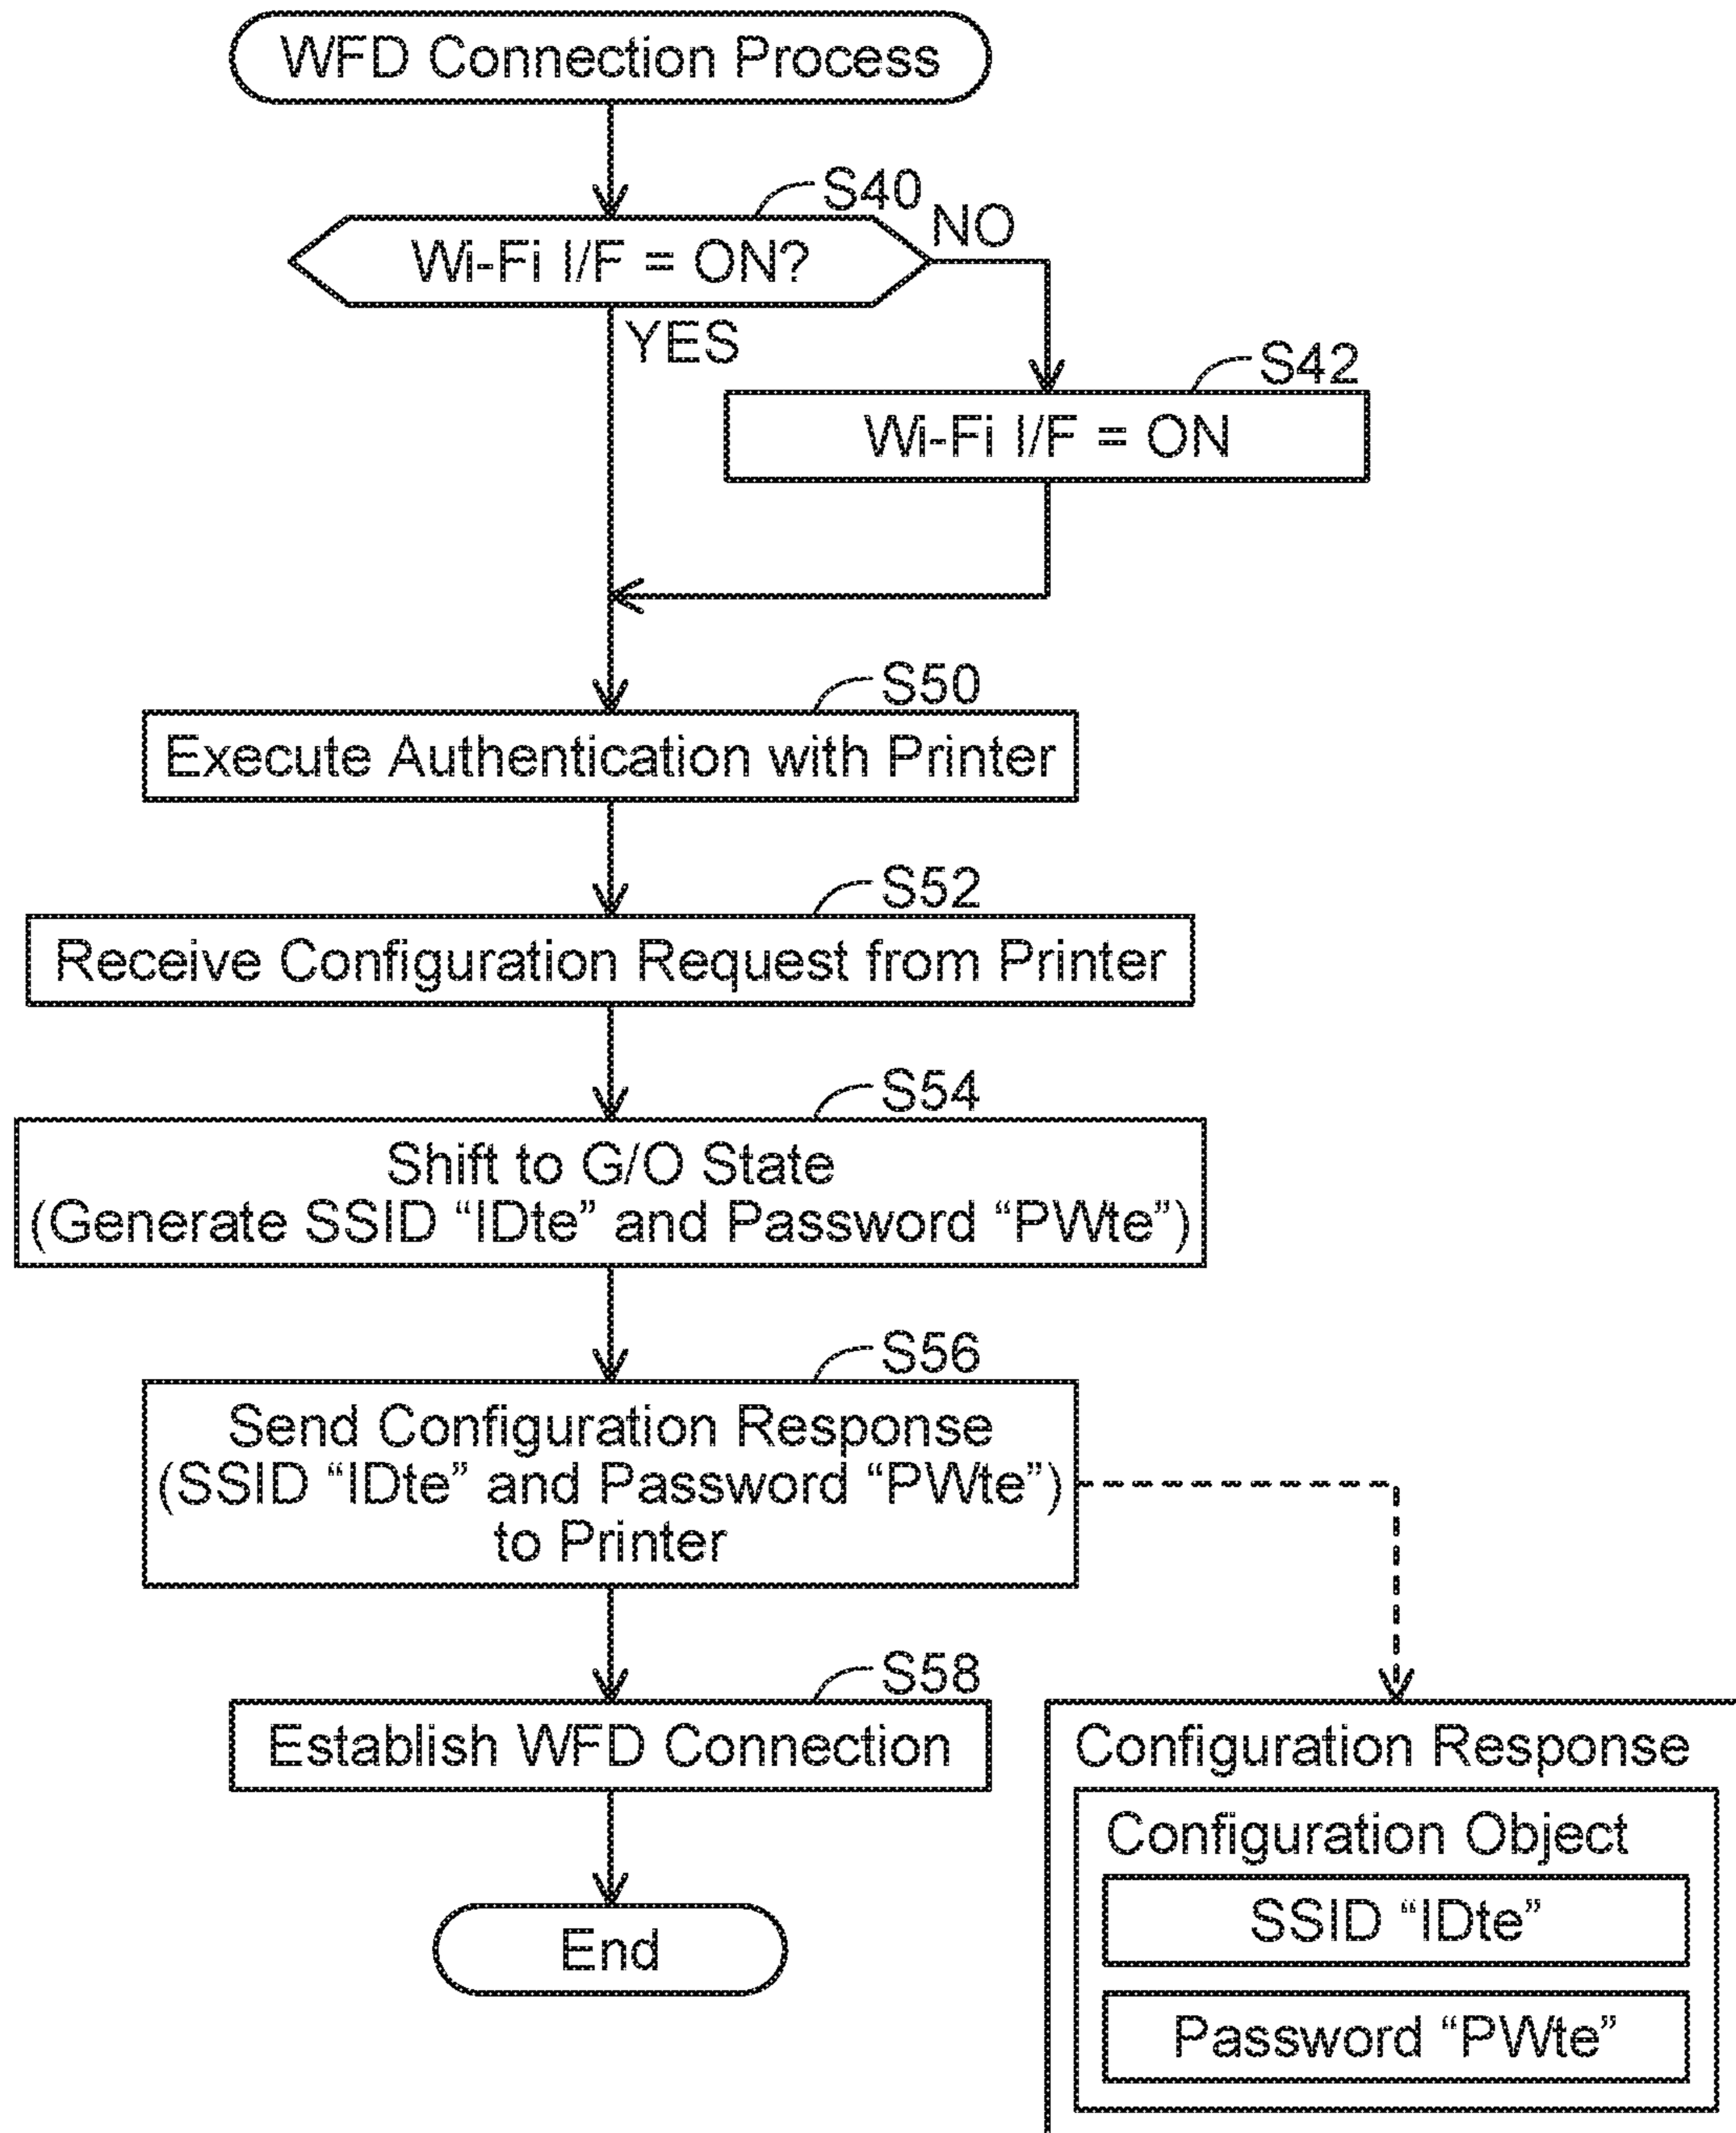 WFD Connection Process
S40
Wi-Fi I/F = ON?
NO
YES
S42
Wi-Fi I/F = ON
S50
Execute Authentication with Printer
S52
Receive Configuration Request from Printer
S54
Shift to G/O State
(Generate SSID “IDte” and Password “PWte”)
S56
Send Configuration Response
(SSID “IDte” and Password “PWte”)
to Printer
S58
Establish WFD Connection
End
Configuration Response
Configuration Object
SSID “IDte”
Password “PWte”